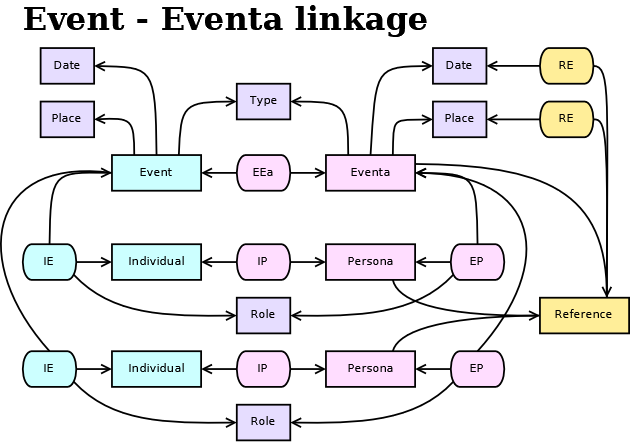 Event - Eventa linkage
Date
Date
RE
Type
Place
Place
RE
Event
EEa
Eventa
IE
Individual
IP
Persona
EP
Role
Reference
IE
Individual
IP
Persona
EP
Role